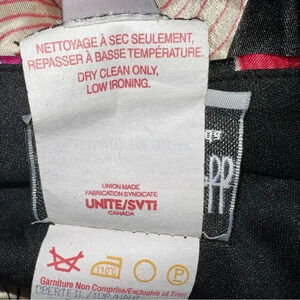 NETTOYAGE À SEC SEULEMENT,
REPASSER À BASSE TEMPÉRATURE.
DRY CLEAN ONLY,
LOW IRONING.
UNION MADE
FABRICATION SYNDICATE
UNITE/SVTI
CANADA
110°C
P
Garniture Non Comprise/Exclusive of Trim